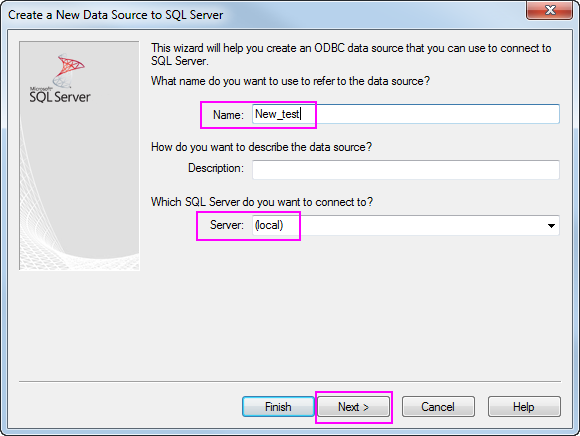 Create a New Data Source to SQL Server
Microsoft
SQL Server
This wizard will help you create an ODBC data source that you can use to connect to
SQL Server.
What name do you want to use to refer to the data source?
Name: New_test
How do you want to describe the data source?
Description:
Which SQL Server do you want to connect to?
Server: (local)
Finish Next > Cancel Help